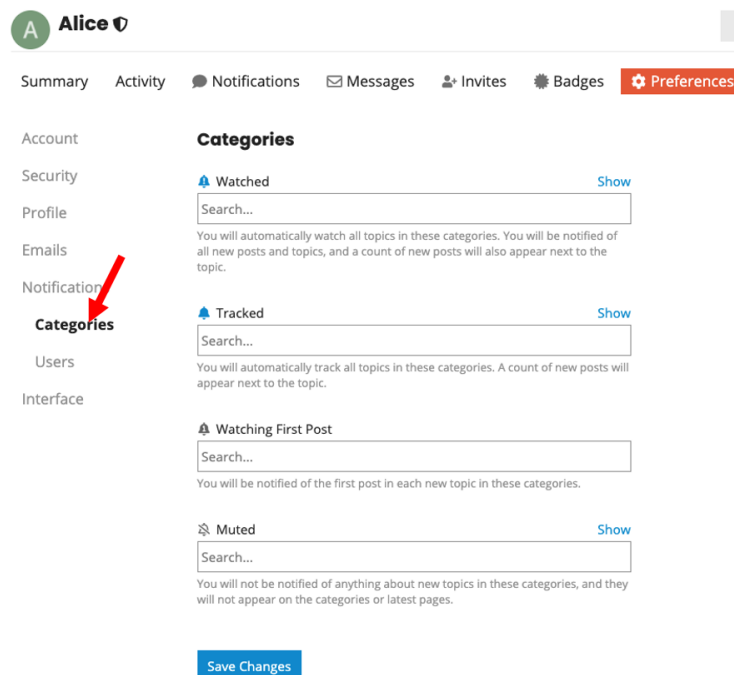 A
Alice
Summary Activity Notifications Messages Invites Badges Preferences
Account
Security
Profile
Emails
Notification
Categories
Users
Interface
Categories
Watched Show
Search...
You will automatically watch all topics in these categories. You will be notified of
all new posts and topics, and a count of new posts will also appear next to the
topic.
Tracked Show
Search...
You will automatically track all topics in these categories. A count of new posts will
appear next to the topic.
Watching First Post
Search...
You will be notified of the first post in each new topic in these categories.
Muted Show
Search...
You will not be notified of anything about new topics in these categories, and they
will not appear on the categories or latest pages.
Save Changes